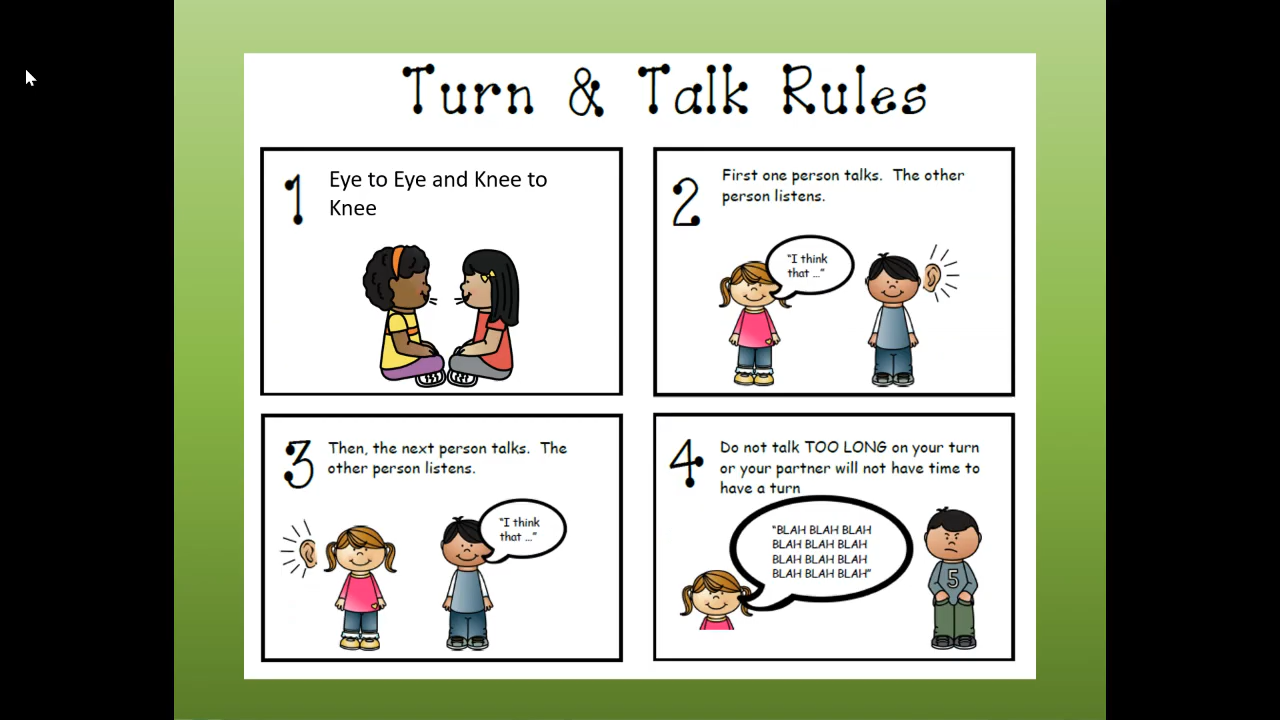 Turn & Talk Rules
1
Eye to Eye and Knee to
Knee
2
First one person talks. The other
person listens.
"I think
that ..."
3
Then, the next person talks. The
other person listens.
"I think
that ..."
4
Do not talk TOO LONG on your turn
or your partner will not have time to
have a turn
"BLAH BLAH BLAH
BLAH BLAH BLAH
BLAH BLAH BLAH
BLAH BLAH BLAH"
5